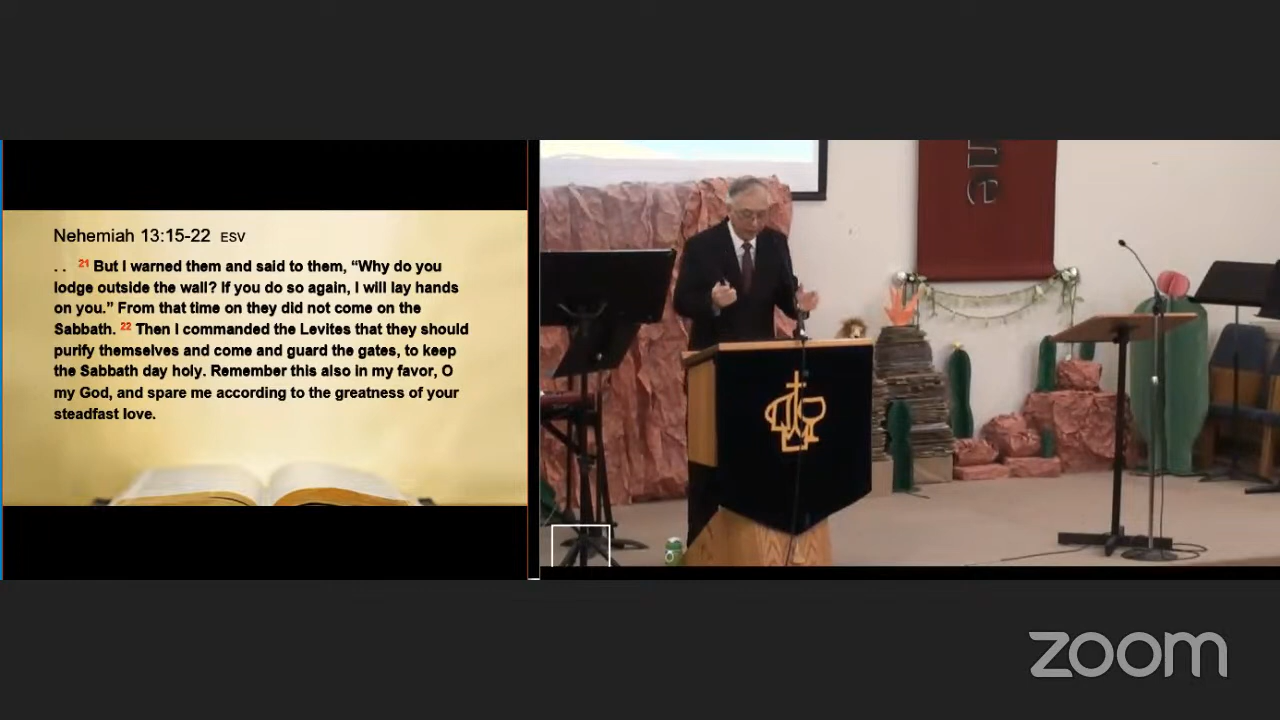 Nehemiah 13:15-22 ESV
. . 21 But I warned them and said to them, “Why do you
lodge outside the wall? If you do so again, I will lay hands
on you.” From that time on they did not come on the
Sabbath. 22 Then I commanded the Levites that they should
purify themselves and come and guard the gates, to keep
the Sabbath day holy. Remember this also in my favor, O
my God, and spare me according to the greatness of your
steadfast love.
ne
zoom